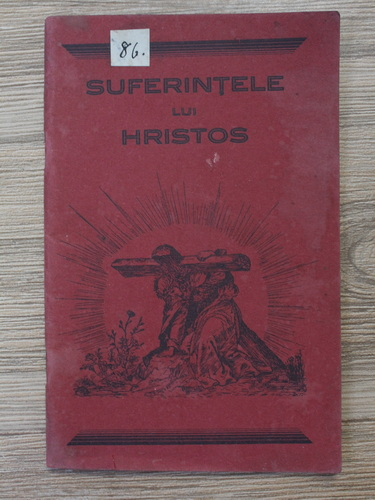 86.
SUFERINȚELE
LUI
HRISTOS